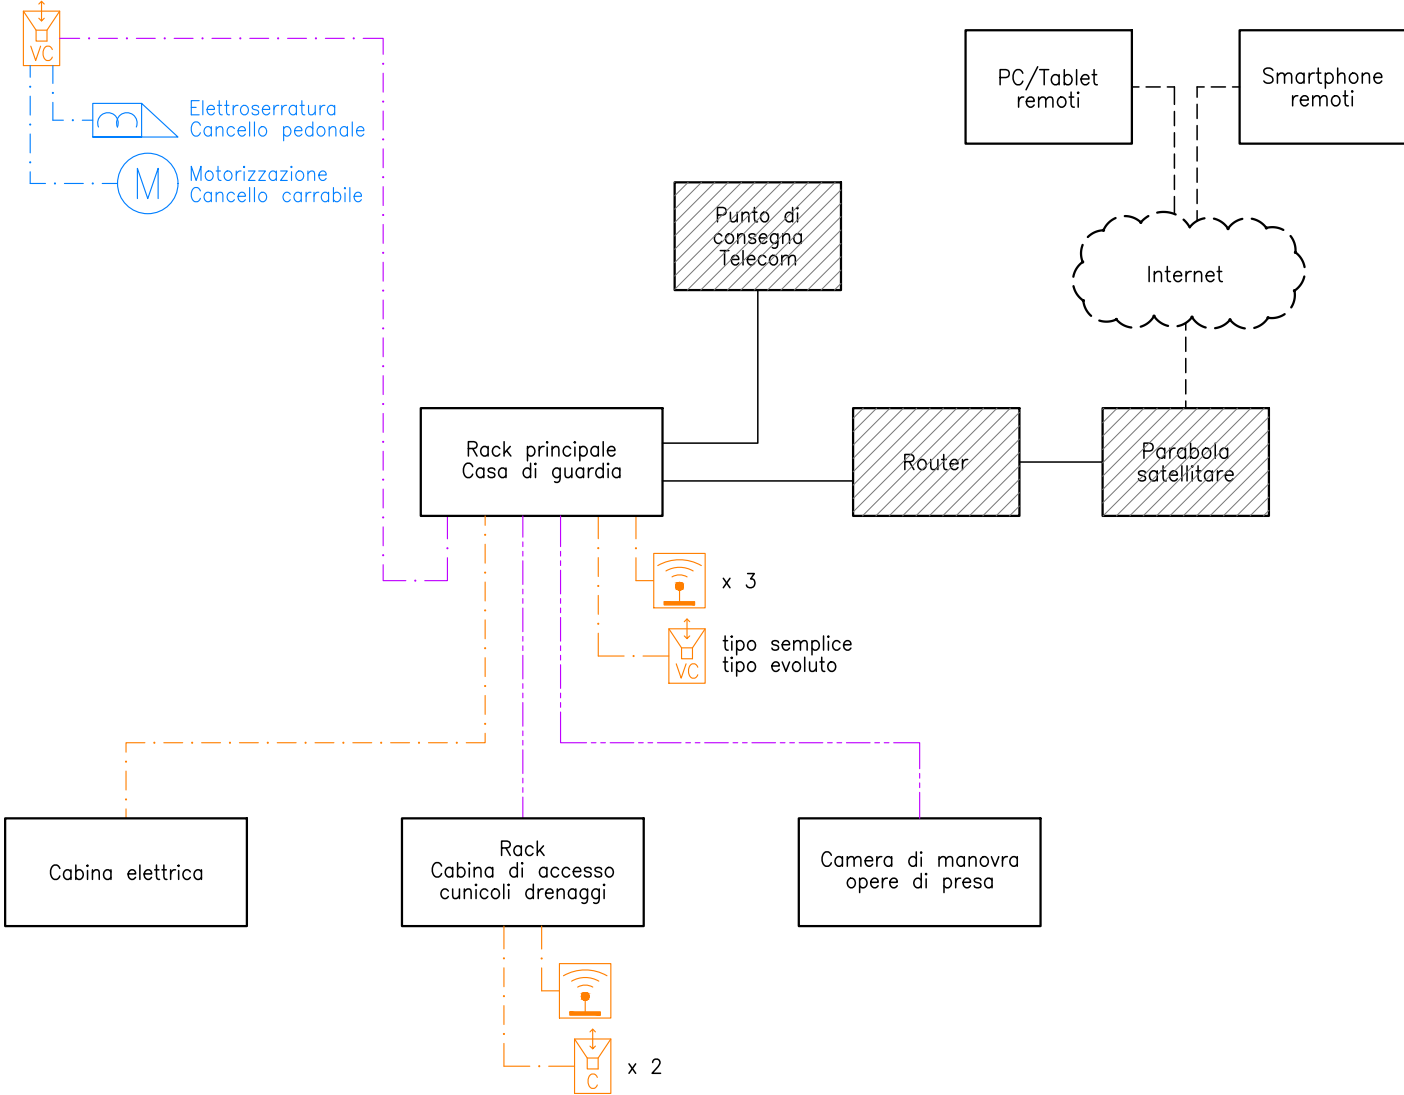 VC
Elettroserratura
Cancello pedonale
M
Motorizzazione
Cancello carrabile
PC/Tablet
remoti
Smartphone
remoti
Punto di
consegna
Telecom
Internet
Rack principale
Casa di guardia
Router
Parabola
satellitare
x 3
VC
tipo semplice
tipo evoluto
Cabina elettrica
Rack
Cabina di accesso
cunicoli drenaggi
Camera di manovra
opere di presa
C
x 2